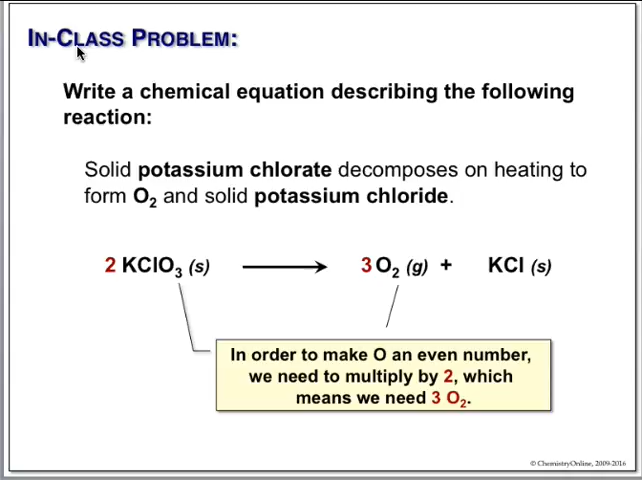 IN-CLASS PROBLEM:
Write a chemical equation describing the following
reaction:
Solid potassium chlorate decomposes on heating to
form O₂ and solid potassium chloride.
2 KClO₃ (s) ⟶ 3 O₂ (g) + KCl (s)
In order to make O an even number,
we need to multiply by 2, which
means we need 3 O₂.
© ChemistryOnline, 2009-2016